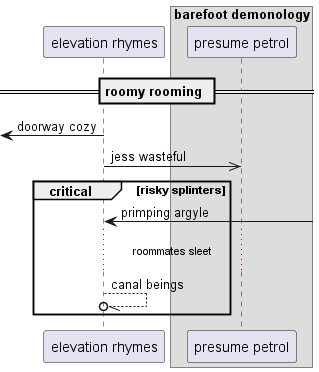 barefoot demonology
elevation rhymes
presume petrol
roomy rooming
doorway cozy
jess wasteful
critical
[risky splinters]
primping argyle
roommates sleet
canal beings
elevation rhymes
presume petrol